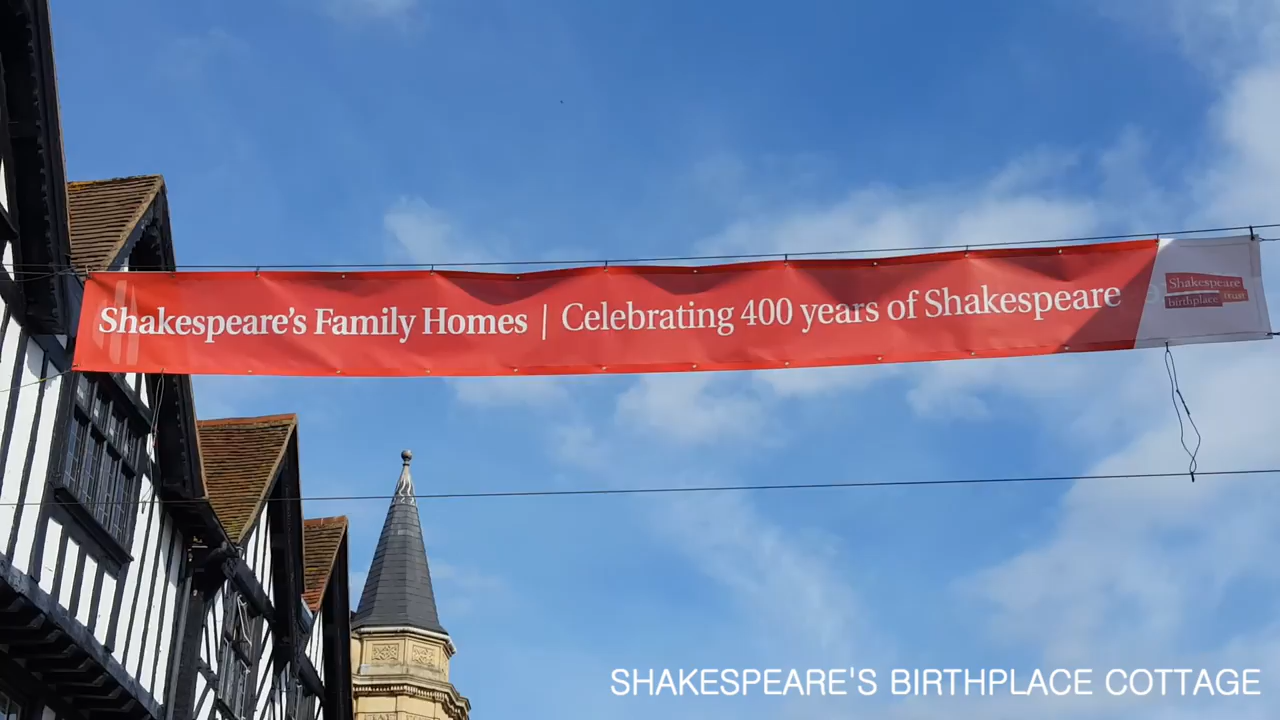 Shakespeare's Family Homes | Celebrating 400 years of Shakespeare
Shakespeare
birthplace trust
SHAKESPEARE'S BIRTHPLACE COTTAGE